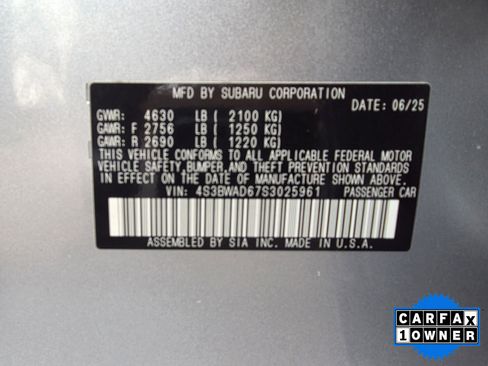 MFD BY SUBARU CORPORATION
DATE: 06/25
GVWR: 4630 LB ( 2100 KG)
GAWR: F 2756 LB ( 1250 KG)
GAWR: R 2690 LB ( 1220 KG)
THIS VEHICLE CONFORMS TO ALL APPLICABLE FEDERAL MOTOR
VEHICLE SAFETY, BUMPER, AND THEFT PREVENTION STANDARDS
IN EFFECT ON THE DATE OF MANUFACTURE SHOWN ABOVE.
VIN: 4S3BWAD67S3025961 PASSENGER CAR
ASSEMBLED BY SIA INC. MADE IN U.S.A.
CARFAX
1 OWNER